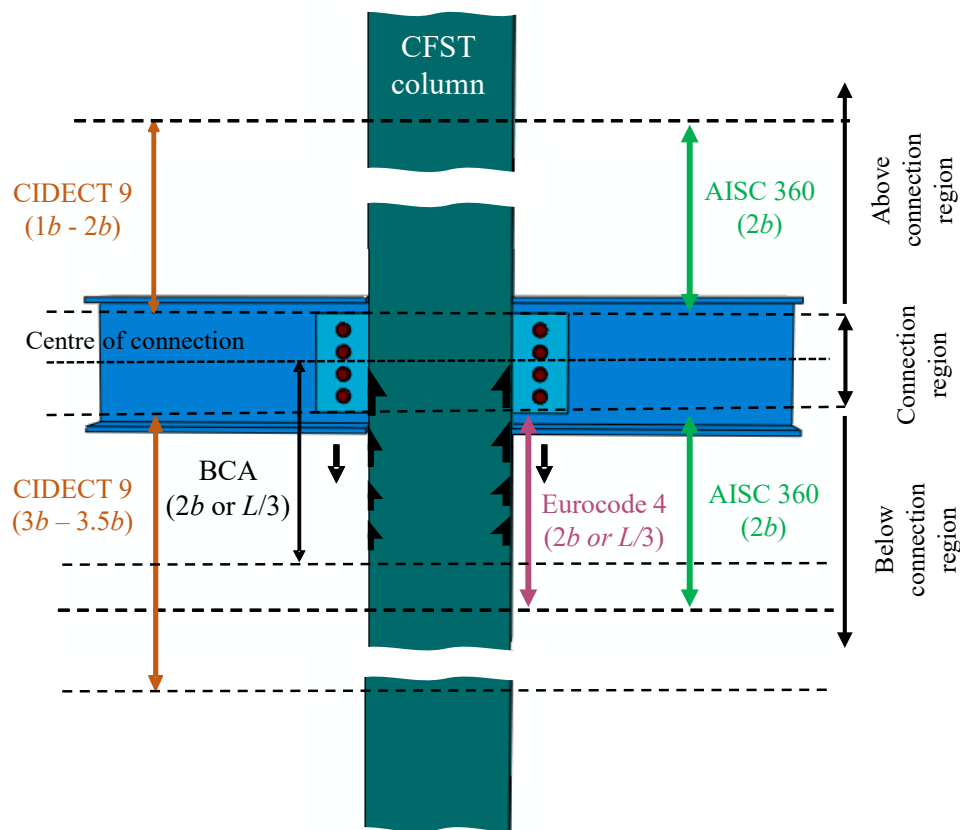 CFST
column
CIDECT 9
(1b - 2b)
AISC 360
(2b)
Above
connection
region
Centre of connection
Connection
region
CIDECT 9
(3b – 3.5b)
BCA
(2b or L/3)
Eurocode 4
(2b or L/3)
AISC 360
(2b)
Below
connection
region